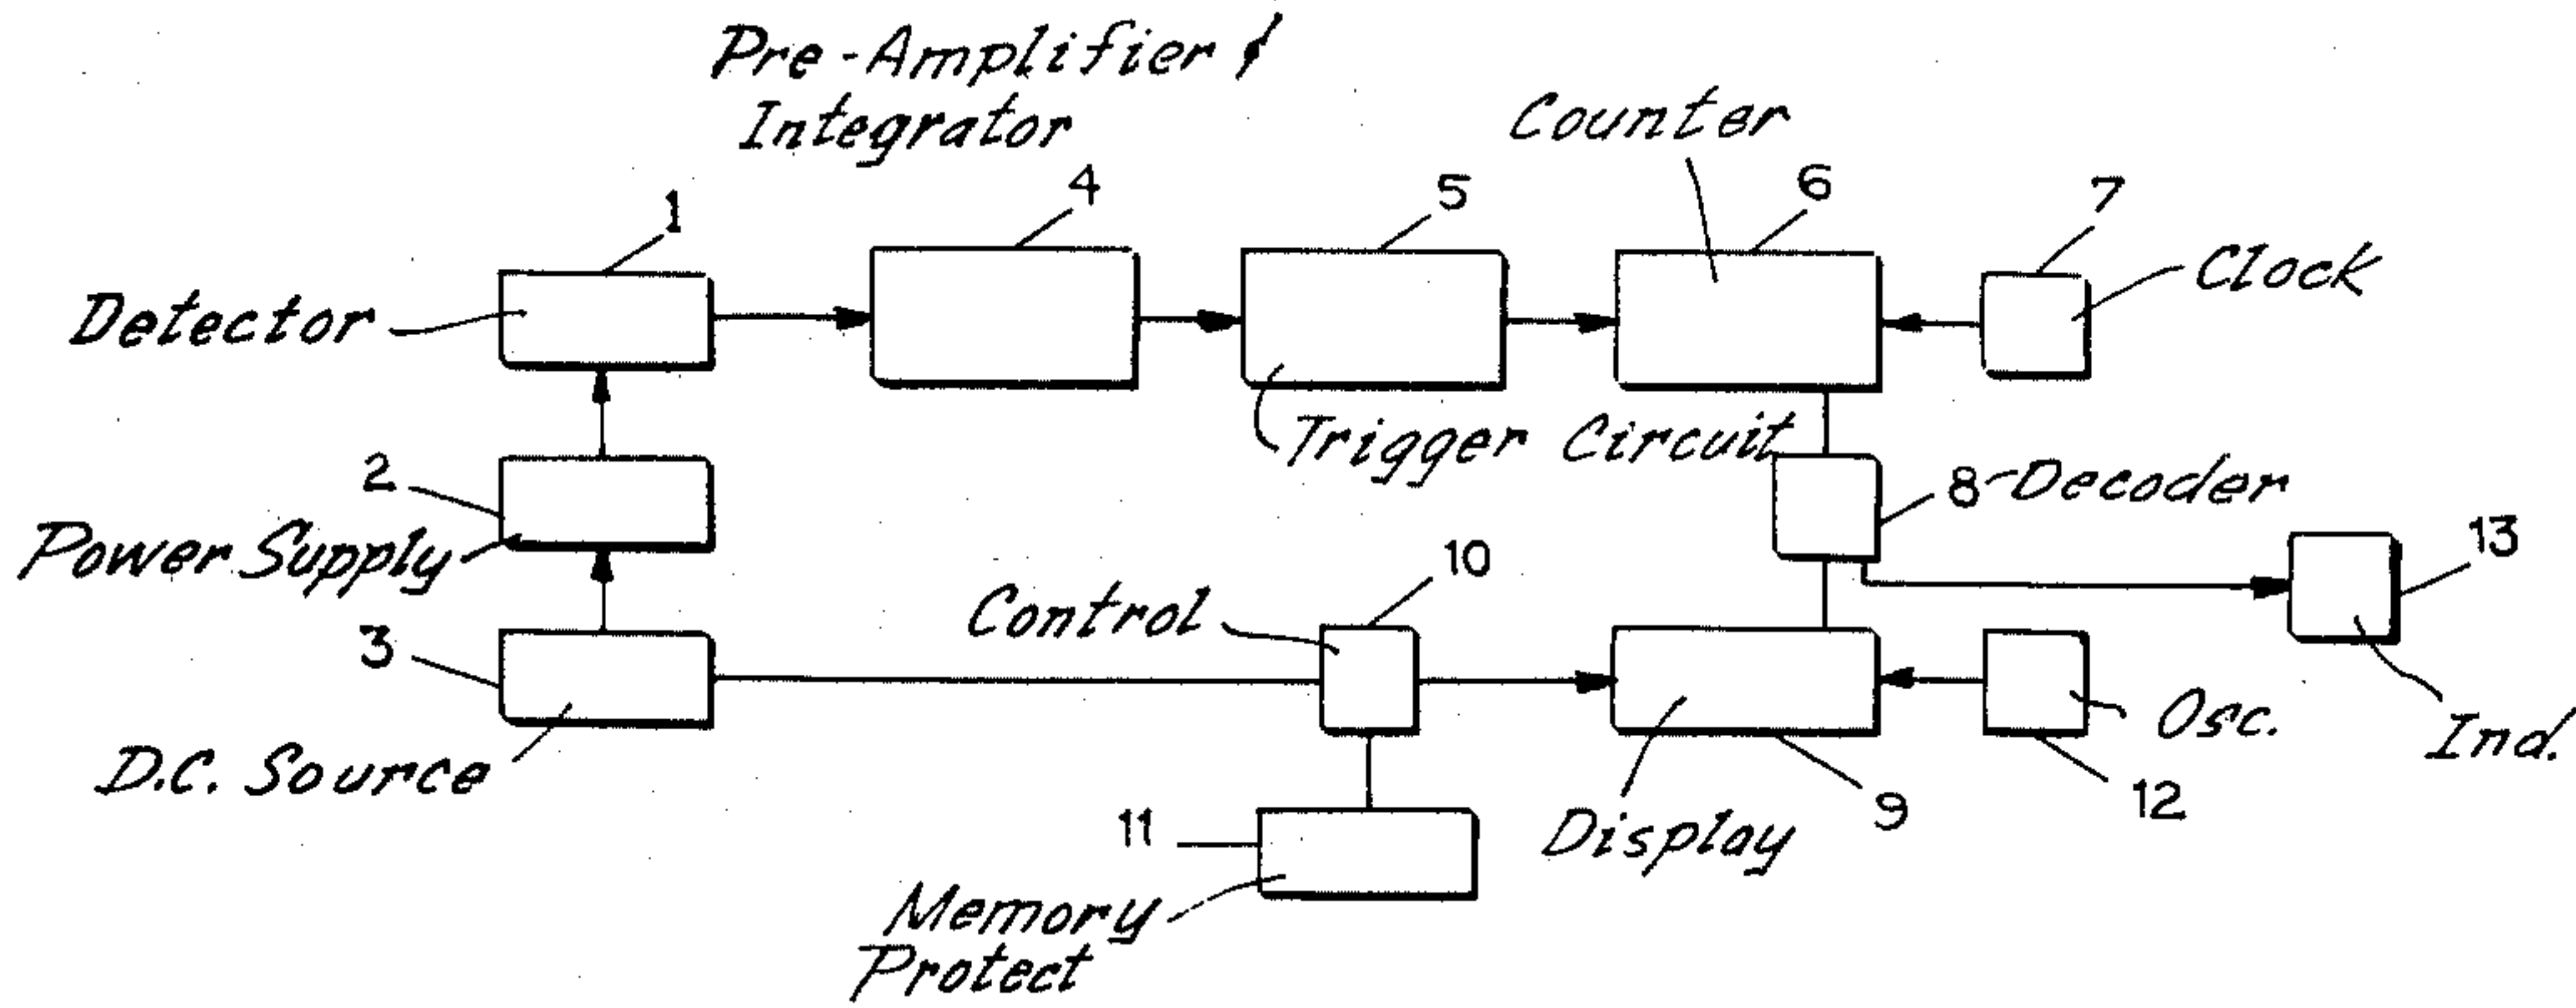 Pre-Amplifier &
Integrator
Counter
1
4
5
6
7
Clock
Detector
Trigger Circuit
2
8
Decoder
Power Supply
10
13
Control
3
Osc.
Ind.
D.C. Source
12
9
11
Display
Memory
Protect